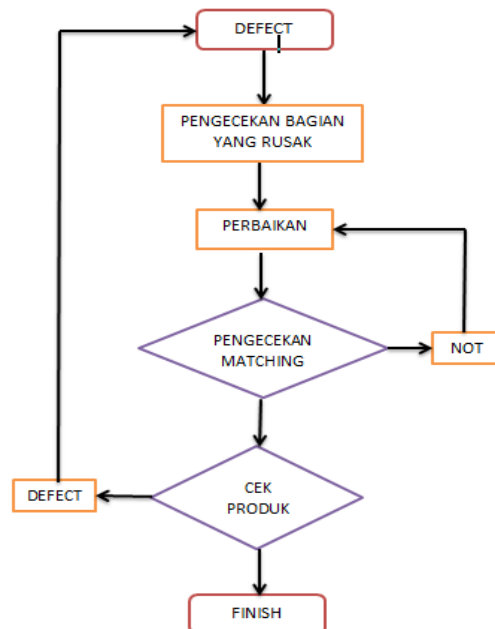 DEFECT
PENGECEKAN BAGIAN
YANG RUSAK
PERBAIKAN
PENGECEKAN
MATCHING
NOT
CEK
PRODUK
DEFECT
FINISH